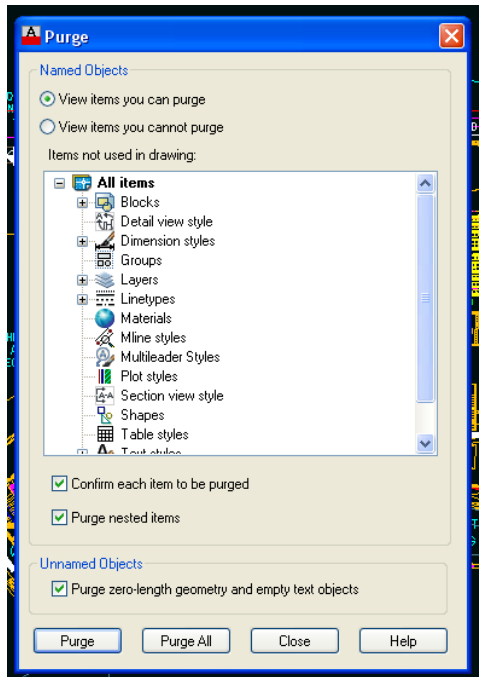 Purge
Named Objects
View items you can purge
View items you cannot purge
Items not used in drawing:
All items
Blocks
Detail view style
Dimension styles
Groups
Layers
Linetypes
Materials
Mline styles
Multileader Styles
Plot styles
Section view style
Shapes
Table styles
Text styles
Confirm each item to be purged
Purge nested items
Unnamed Objects
Purge zero-length geometry and empty text objects
Purge Purge All Close Help